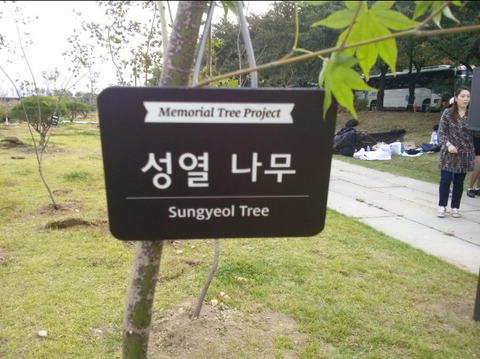 Memorial Tree Project
성열 나무
Sungyeol Tree